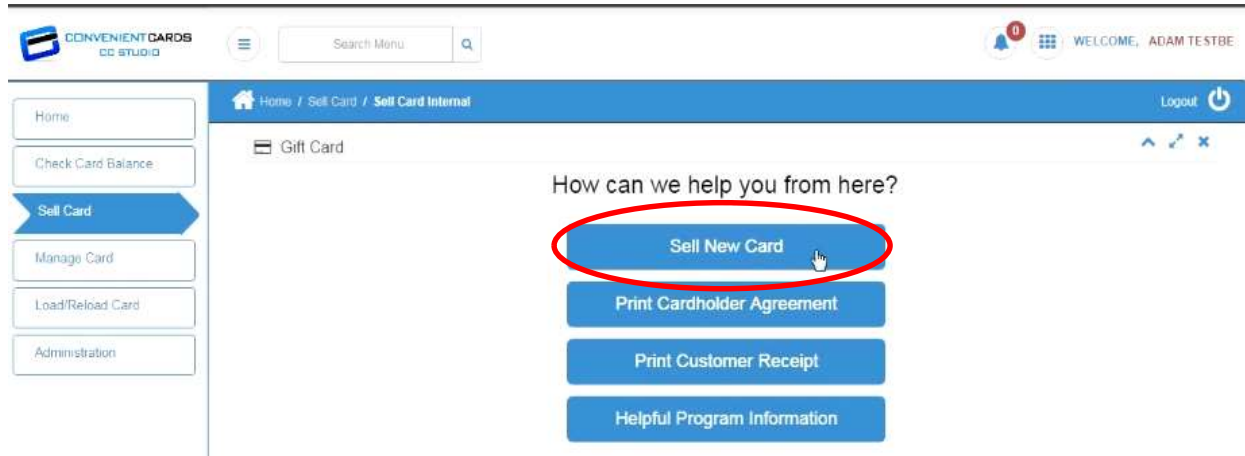 CONVENIENT CARDS
CC STUDIO
Search Menu
0
WELCOME, ADAM TESTBE
Home / Sell Card / Sell Card Internal
Logout
Home
Check Card Balance
Sell Card
Manage Card
Load/Reload Card
Administration
Gift Card
How can we help you from here?
Sell New Card
Print Cardholder Agreement
Print Customer Receipt
Helpful Program Information